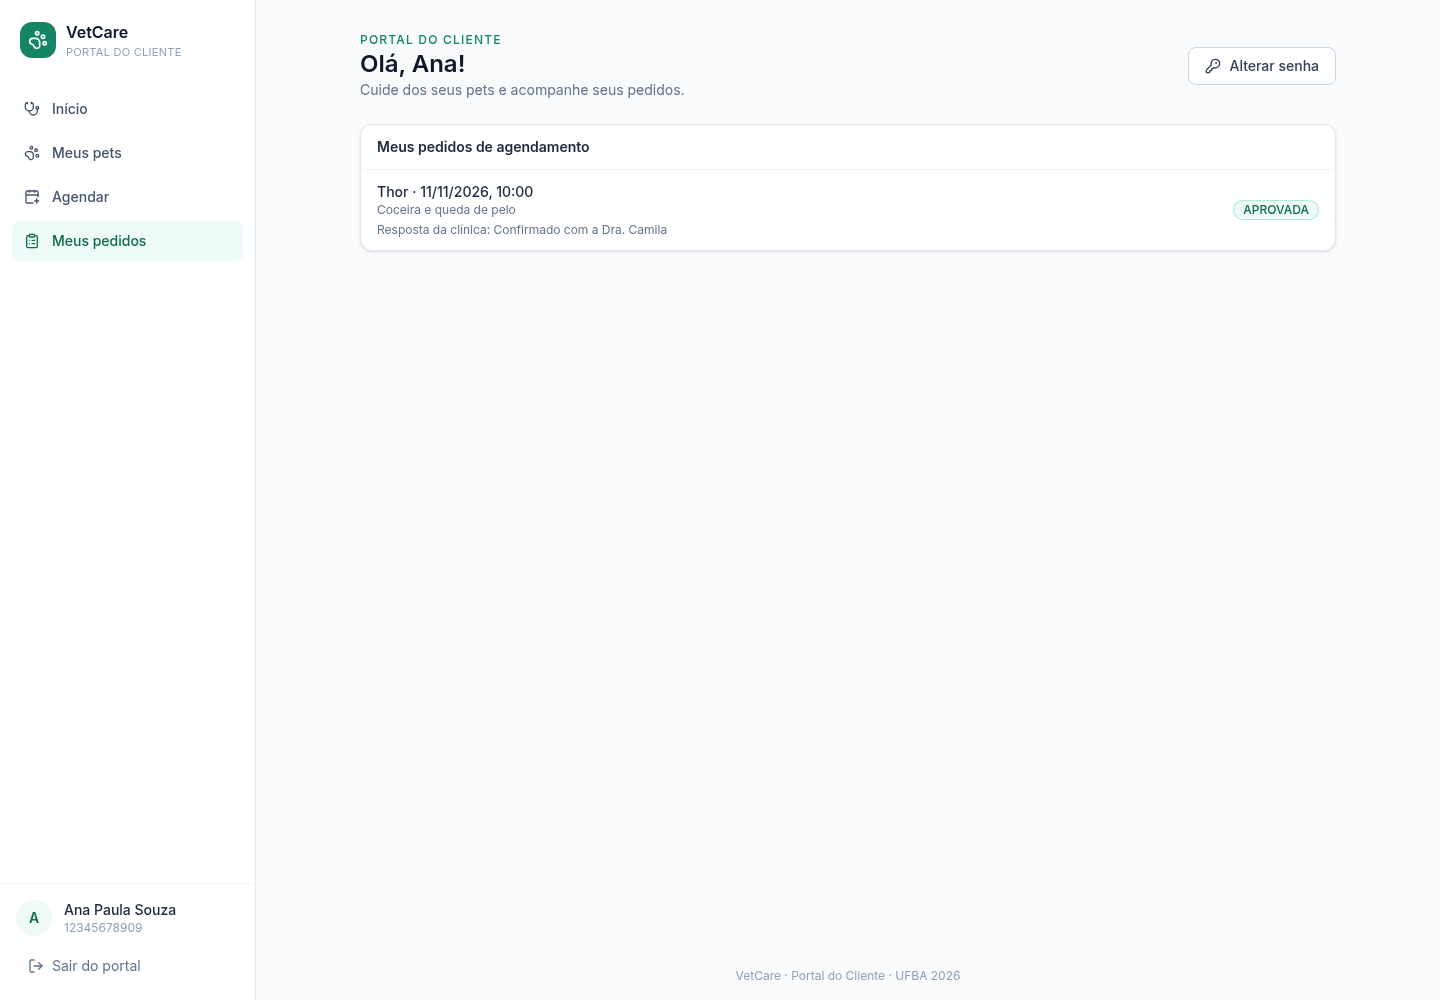 VetCare
PORTAL DO CLIENTE
Início
Meus pets
Agendar
Meus pedidos
Ana Paula Souza
A
12345678909
Sair do portal
PORTAL DO CLIENTE
Olá, Ana!
Cuide dos seus pets e acompanhe seus pedidos.
Alterar senha
Meus pedidos de agendamento
Thor · 11/11/2026, 10:00
Coceira e queda de pelo
Resposta da clínica: Confirmado com a Dra. Camila
APROVADA
VetCare · Portal do Cliente · UFBA 2026